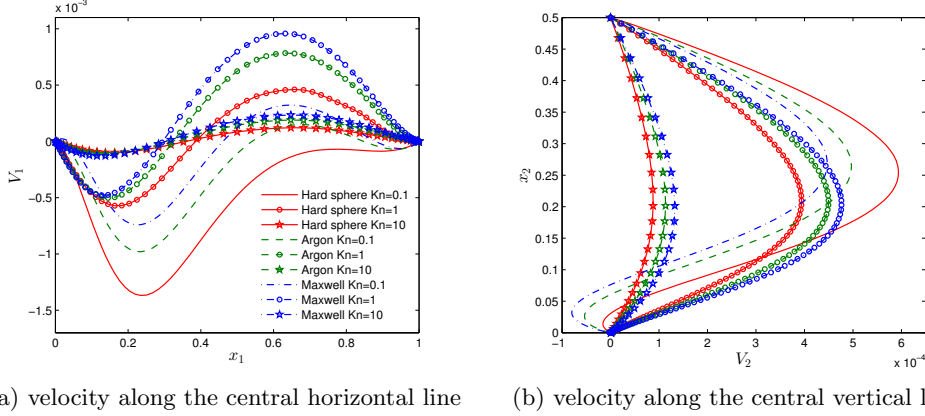 x 10⁻³
1
0.5
0
−0.5
−1
−1.5
V₁
0 0.2 0.4 0.6 0.8 1
x₁
Hard sphere Kn=0.1
Hard sphere Kn=1
Hard sphere Kn=10
Argon Kn=0.1
Argon Kn=1
Argon Kn=10
Maxwell Kn=0.1
Maxwell Kn=1
Maxwell Kn=10
a) velocity along the central horizontal line
0.5
0.45
0.4
0.35
0.3
0.25
0.2
0.15
0.1
0.05
0
x₂
−1 0 1 2 3 4 5 6
x 10⁻⁴
V₂
(b) velocity along the central vertical l